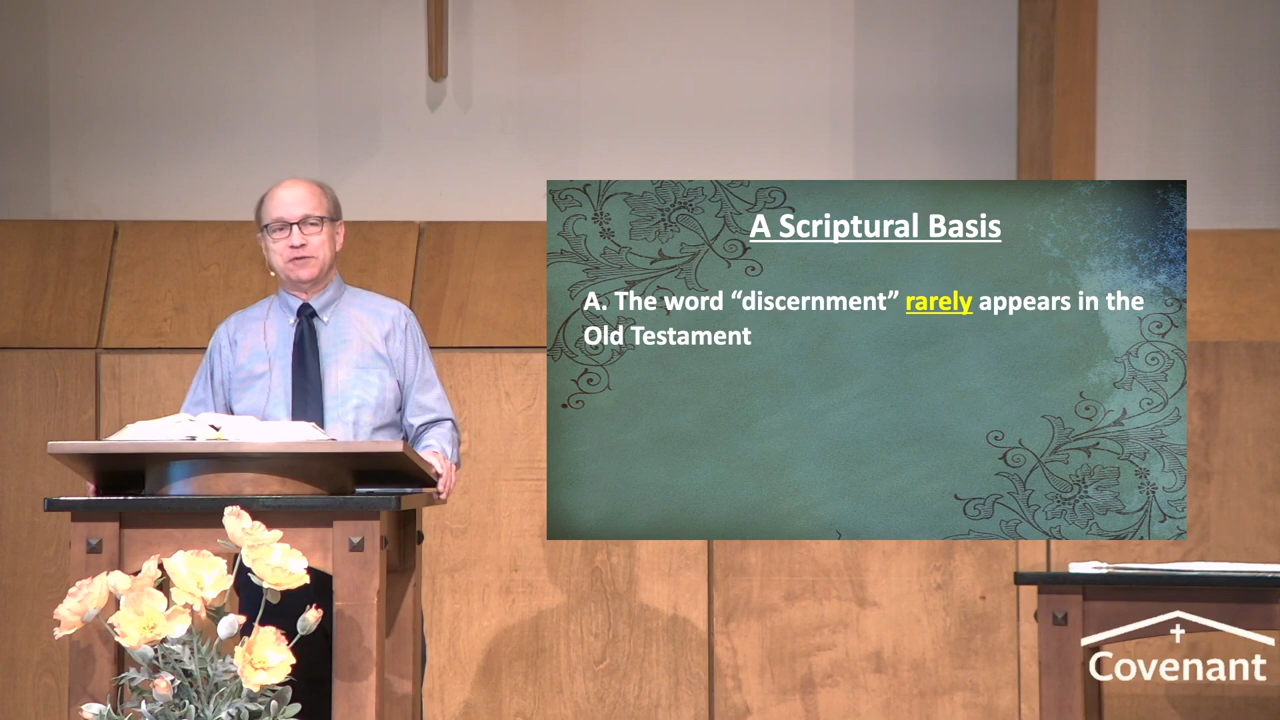 A Scriptural Basis
A. The word “discernment” rarely appears in the
Old Testament
Covenant